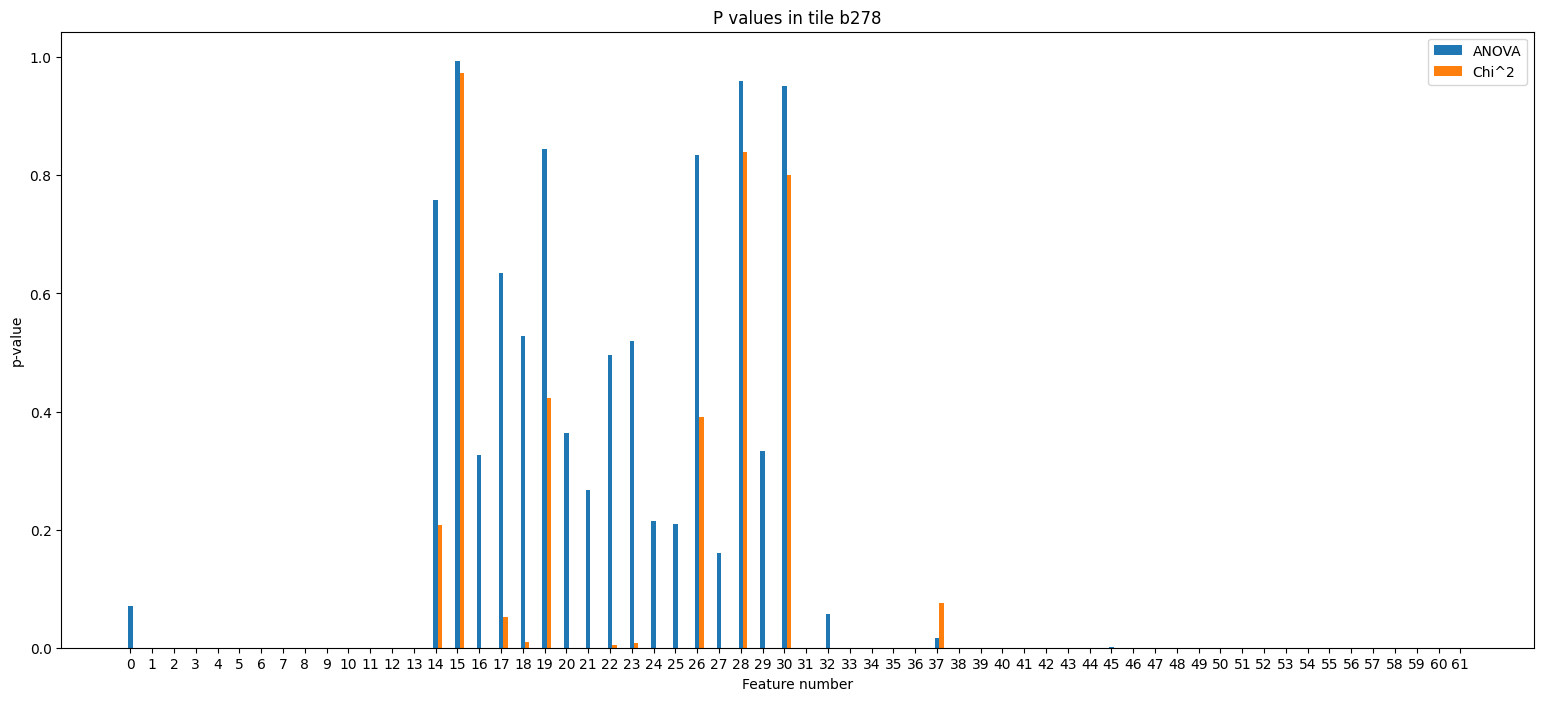 P values in tile b278
ANOVA
Chi^2
1.0
0.8
0.6
0.4
0.2
0.0
p-value
0 1 2 3 4 5 6 7 8 9 10 11 12 13 14 15 16 17 18 19 20 21 22 23 24 25 26 27 28 29 30 31 32 33 34 35 36 37 38 39 40 41 42 43 44 45 46 47 48 49 50 51 52 53 54 55 56 57 58 59 60 61
Feature number